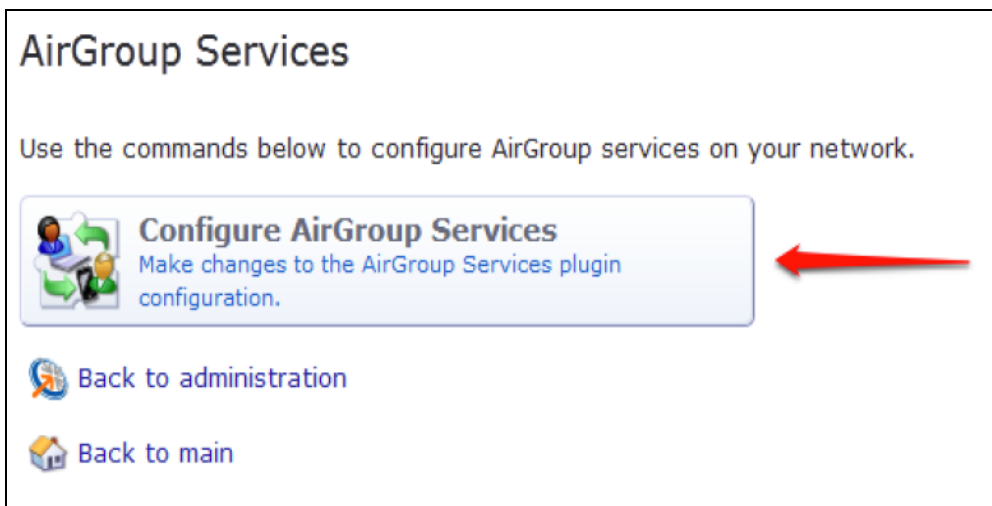 AirGroup Services
Use the commands below to configure AirGroup services on your network.
Configure AirGroup Services
Make changes to the AirGroup Services plugin
configuration.
Back to administration
Back to main